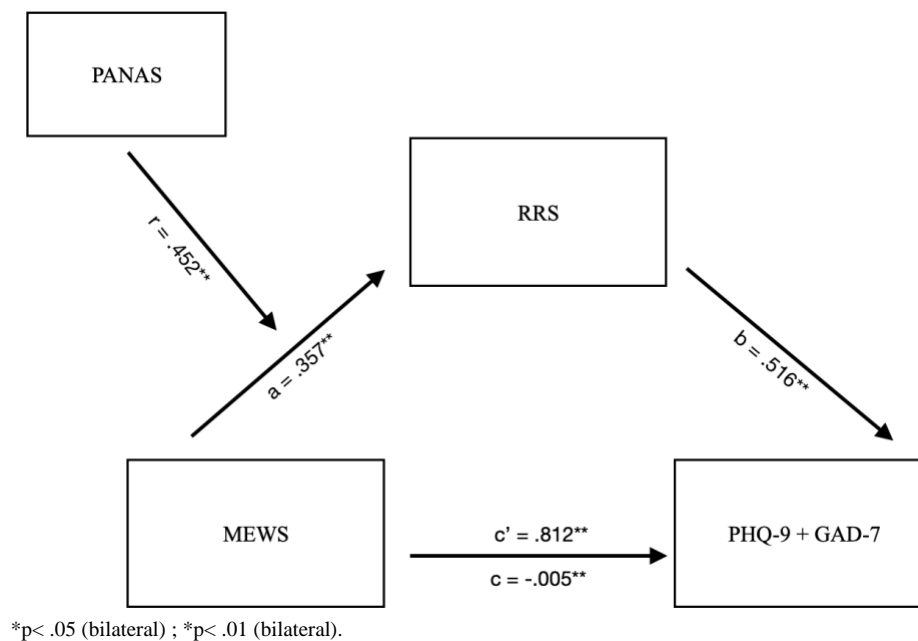 PANAS
RRS
r = .452**
a = .357**
b = .516**
MEWS
c’ = .812**
c = -.005**
PHQ-9 + GAD-7
*p< .05 (bilateral) ; *p< .01 (bilateral).